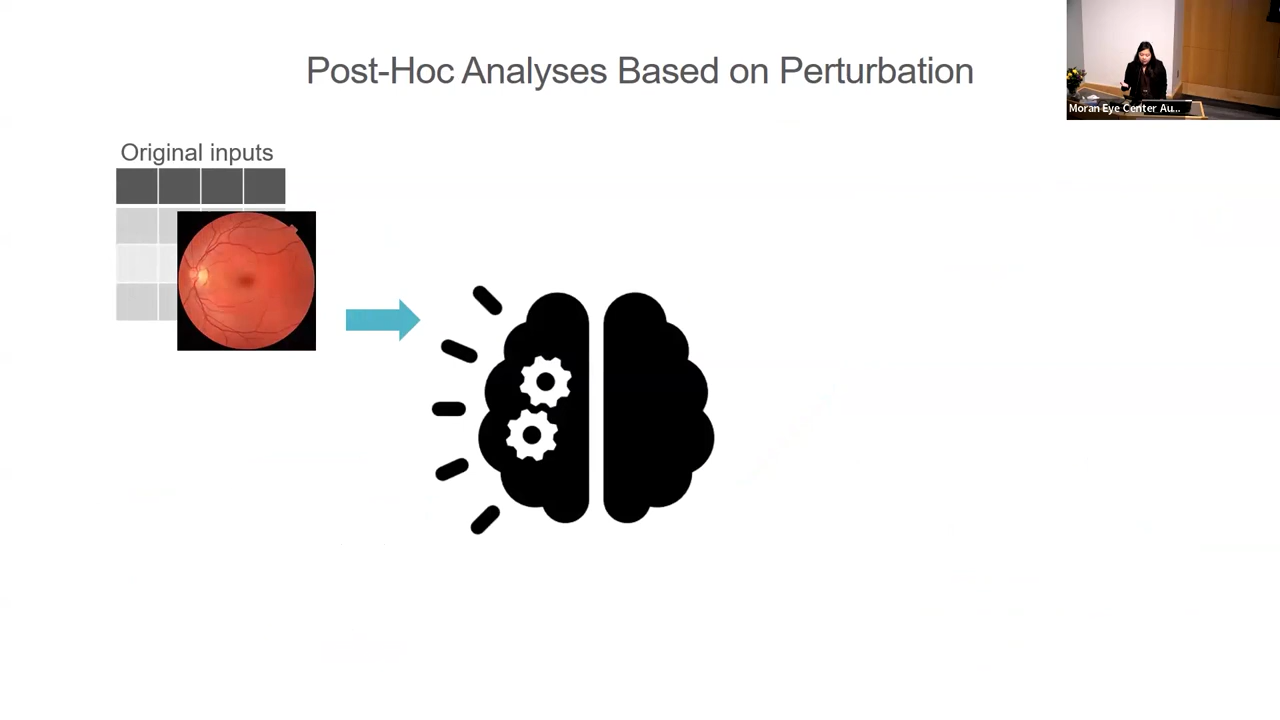 Post-Hoc Analyses Based on Perturbation
Moran Eye Center Au...
Original inputs